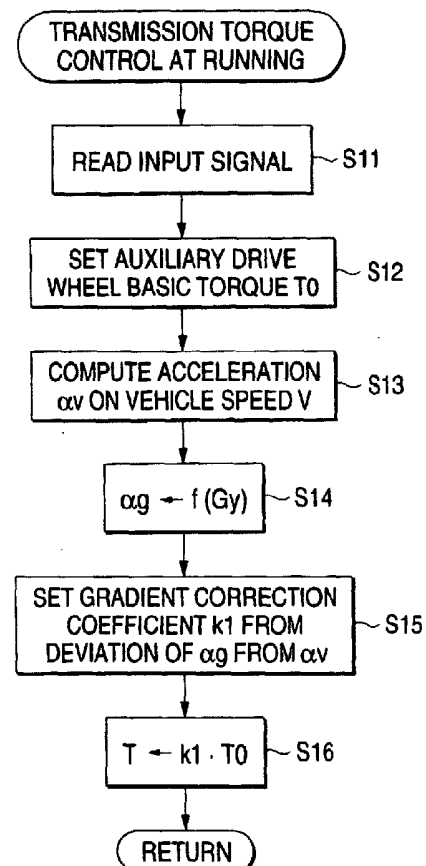 TRANSMISSION TORQUE
CONTROL AT RUNNING
READ INPUT SIGNAL
S11
SET AUXILIARY DRIVE
WHEEL BASIC TORQUE T0
S12
COMPUTE ACCELERATION
αv ON VEHICLE SPEED V
S13
αg ← f (Gy)
S14
SET GRADIENT CORRECTION
COEFFICIENT k1 FROM
DEVIATION OF αg FROM αv
S15
T ← k1 · T0
S16
RETURN